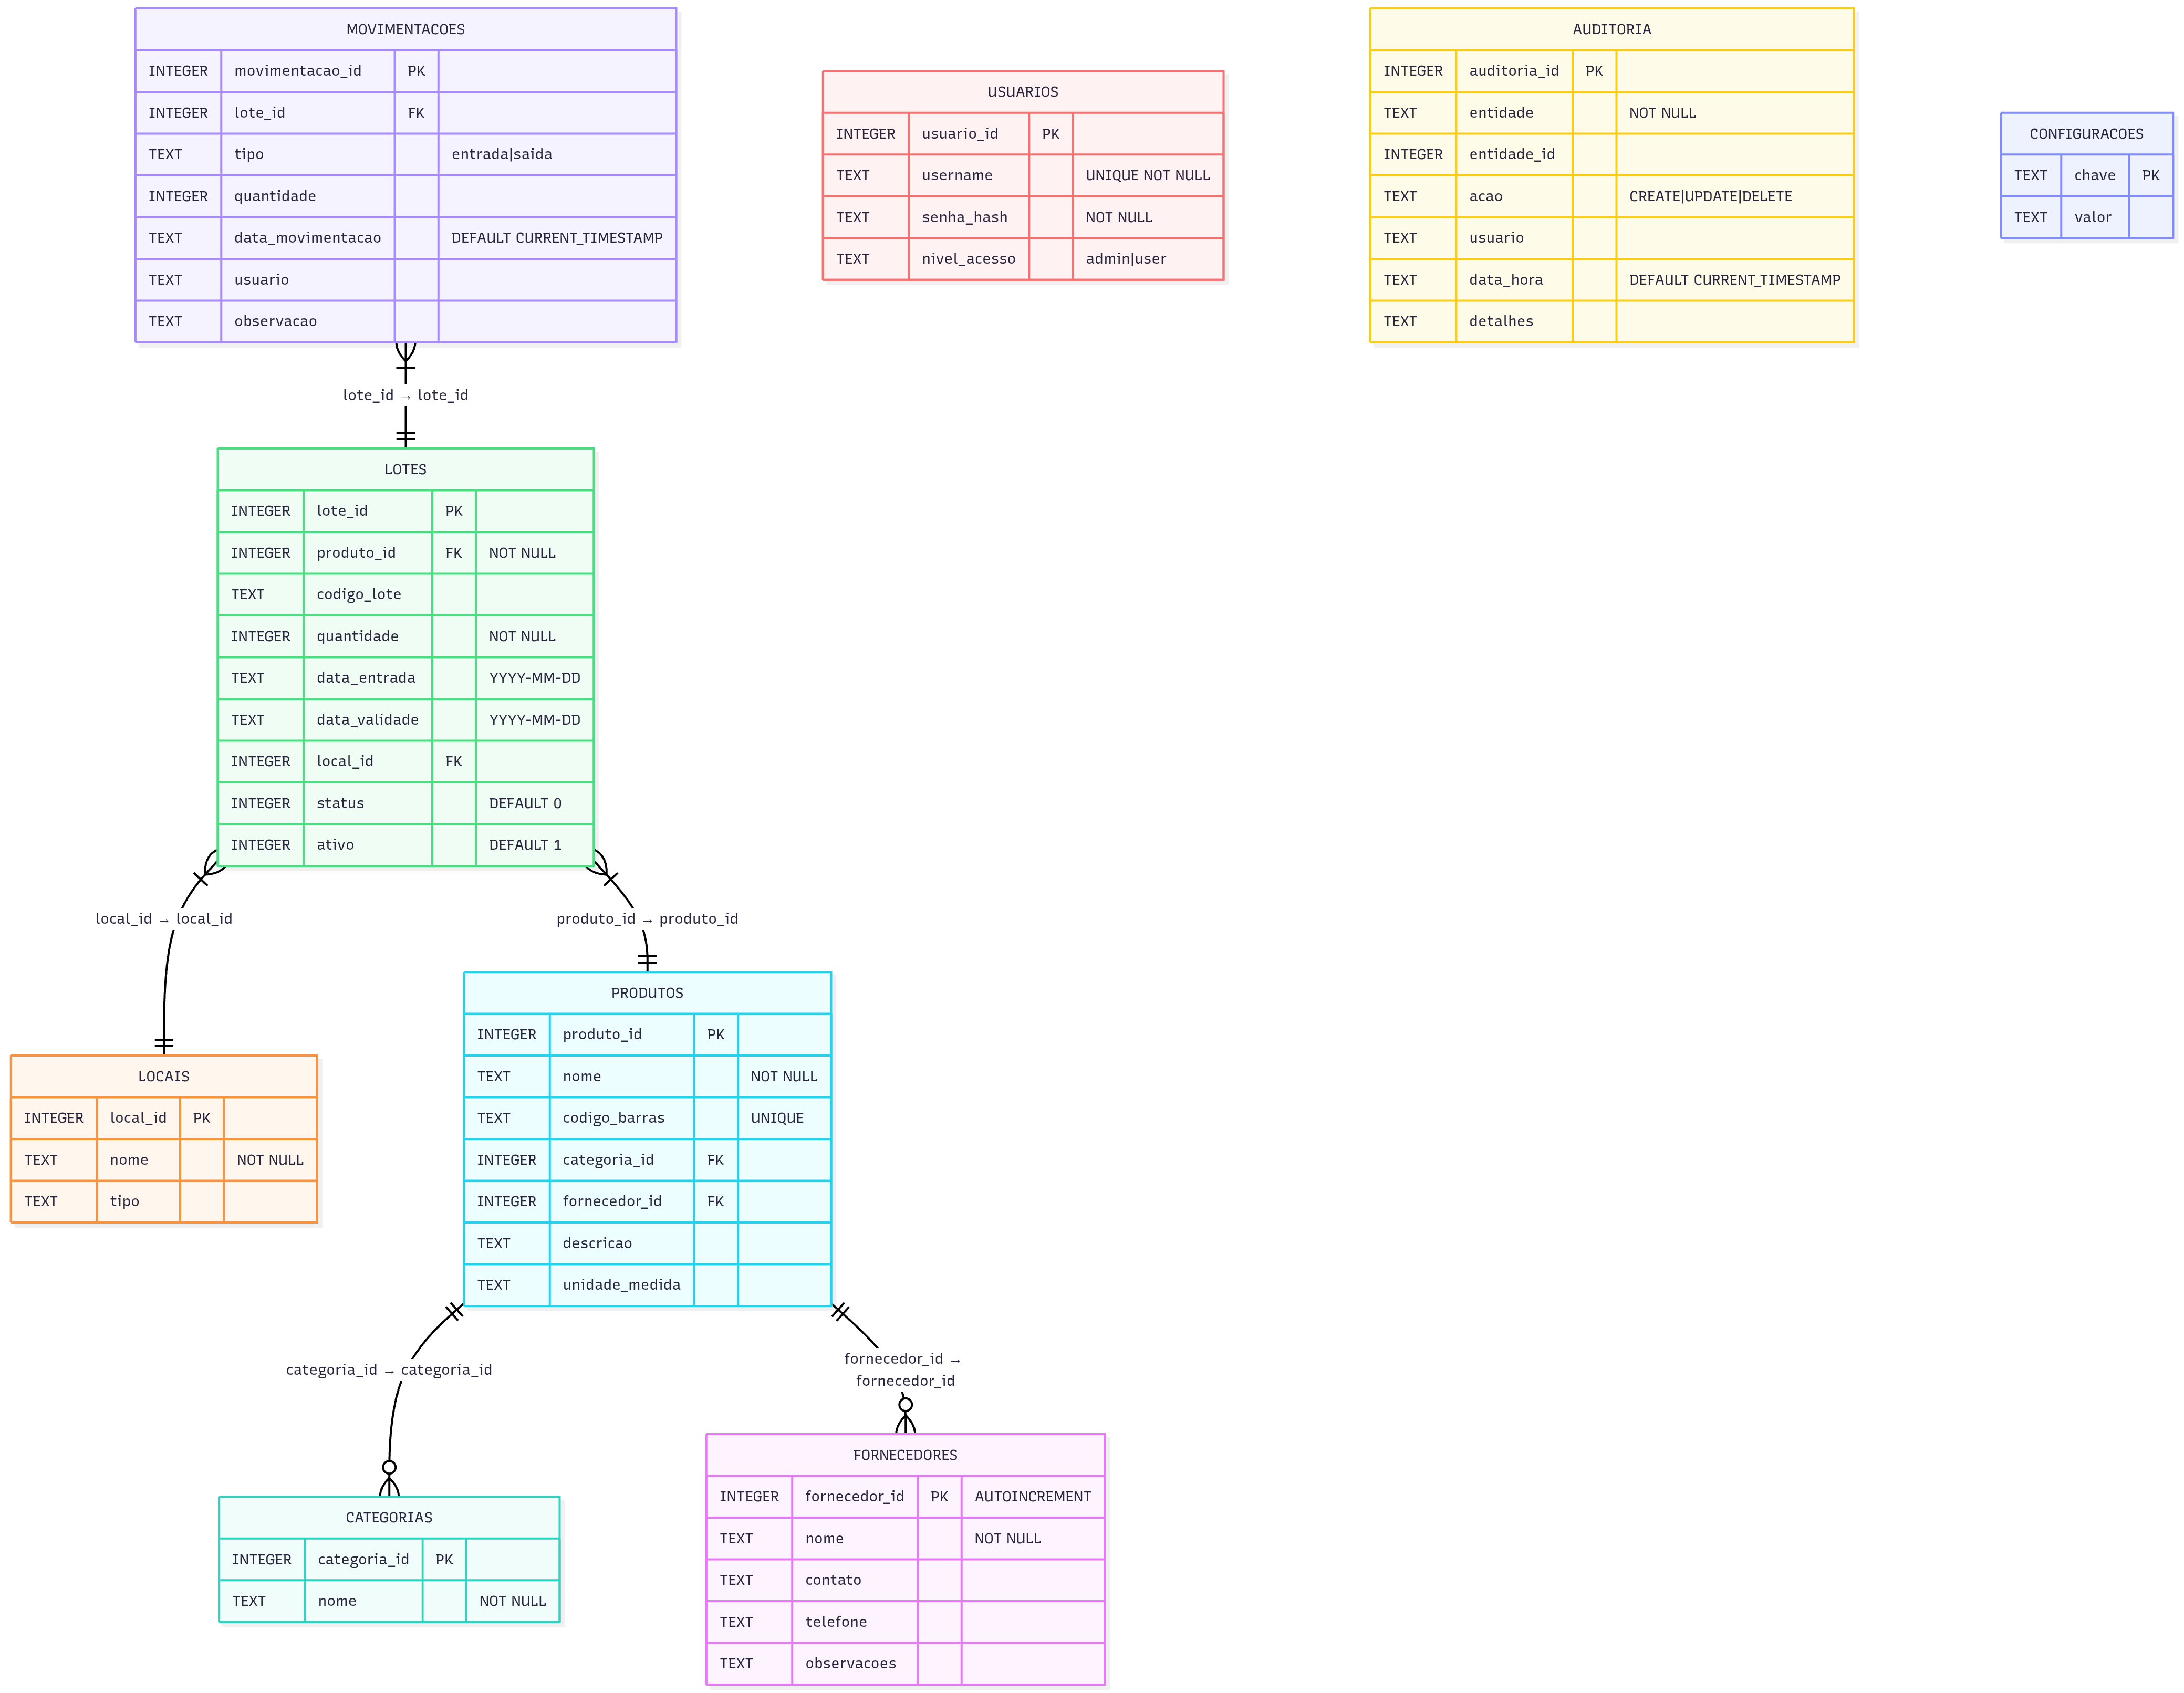 MOVIMENTACOES
INTEGER movimentacao_id PK
INTEGER lote_id FK
TEXT tipo entrada|saida
INTEGER quantidade
TEXT data_movimentacao DEFAULT CURRENT_TIMESTAMP
TEXT usuario
TEXT observacao
USUARIOS
INTEGER usuario_id PK
TEXT username UNIQUE NOT NULL
TEXT senha_hash NOT NULL
TEXT nivel_acesso admin|user
AUDITORIA
INTEGER auditoria_id PK
TEXT entidade NOT NULL
INTEGER entidade_id
TEXT acao CREATE|UPDATE|DELETE
TEXT usuario
TEXT data_hora DEFAULT CURRENT_TIMESTAMP
TEXT detalhes
CONFIGURACOES
TEXT chave PK
TEXT valor
lote_id → lote_id
LOTES
INTEGER lote_id PK
INTEGER produto_id FK NOT NULL
TEXT codigo_lote
INTEGER quantidade NOT NULL
TEXT data_entrada YYYY-MM-DD
TEXT data_validade YYYY-MM-DD
INTEGER local_id FK
INTEGER status DEFAULT 0
INTEGER ativo DEFAULT 1
local_id → local_id
produto_id → produto_id
LOCAIS
INTEGER local_id PK
TEXT nome NOT NULL
TEXT tipo
PRODUTOS
INTEGER produto_id PK
TEXT nome NOT NULL
TEXT codigo_barras UNIQUE
INTEGER categoria_id FK
INTEGER fornecedor_id FK
TEXT descricao
TEXT unidade_medida
categoria_id → categoria_id
fornecedor_id →
fornecedor_id
CATEGORIAS
INTEGER categoria_id PK
TEXT nome NOT NULL
FORNECEDORES
INTEGER fornecedor_id PK AUTOINCREMENT
TEXT nome NOT NULL
TEXT contato
TEXT telefone
TEXT observacoes